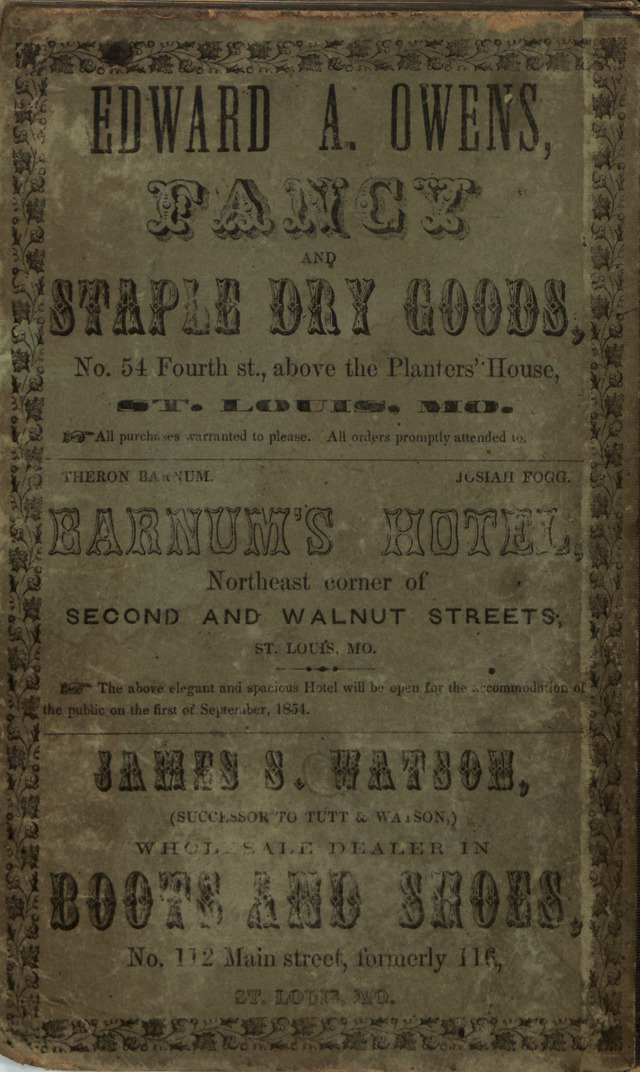 EDWARD A. OWENS,
FANCY
AND
STAPLE DRY GOODS,
No. 54 Fourth st., above the Planters' House,
ST. LOUIS. MO.
☞All purchases warranted to please. All orders promptly attended to.
THERON BARNUM. JOSIAH FOGG.
BARNUM'S HOTEL,
Northeast corner of
SECOND AND WALNUT STREETS,
ST. LOUIS, MO.
☞ The above elegant and spacious Hotel will be open for the accommodation of
the public on the first of September, 1854.
JAMES S. WATSON,
(SUCCESSOR TO TUTT & WATSON,)
WHOLESALE DEALER IN
BOOTS AND SHOES,
No. 112 Main street, formerly 116,
ST. LOUIS, MO.